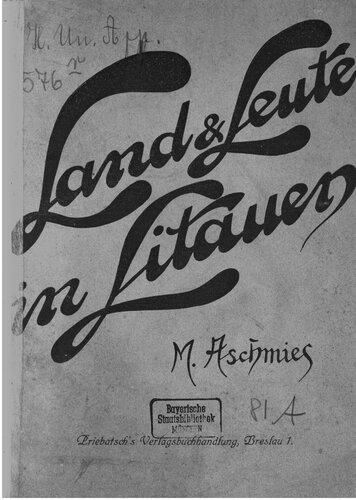 H. Un. App.
576 2
Land & Leute
in Litauen
M. Aschmies
Bayerische
Staatsbibliothek
MÜNCHEN
81 A
Priebatsch's Verlagsbuchhandlung, Breslau 1.